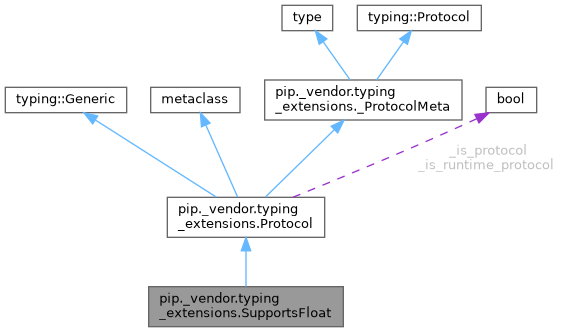 type
typing::Protocol
typing::Generic
metaclass
pip._vendor.typing
_extensions._ProtocolMeta
bool
_is_protocol
_is_runtime_protocol
pip._vendor.typing
_extensions.Protocol
pip._vendor.typing
_extensions.SupportsFloat